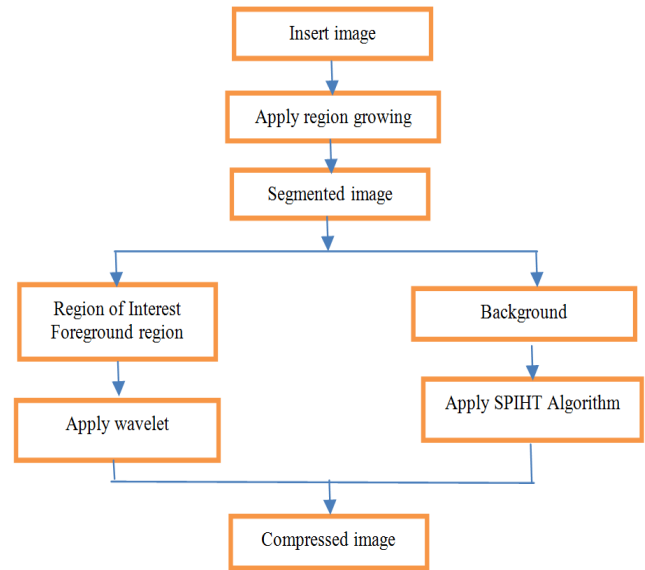 Insert image
Apply region growing
Segmented image
Region of Interest
Foreground region
Background
Apply wavelet
Apply SPIHT Algorithm
Compressed image